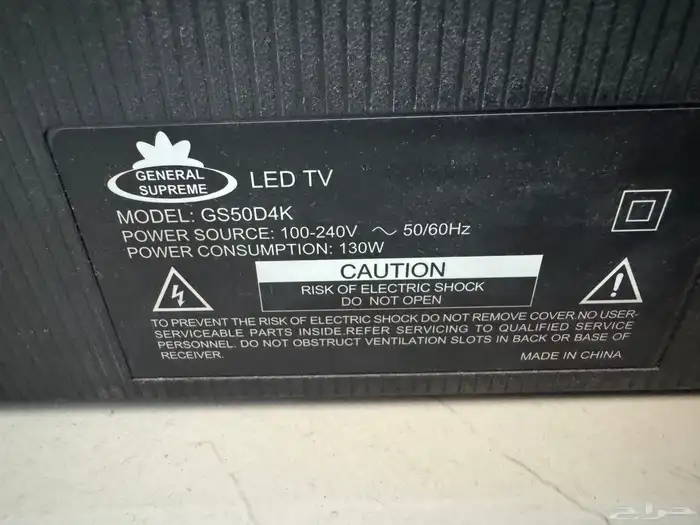 GENERAL
SUPREME
LED TV
MODEL: GS50D4K
POWER SOURCE: 100-240V ~ 50/60Hz
POWER CONSUMPTION: 130W
CAUTION
RISK OF ELECTRIC SHOCK
DO NOT OPEN
TO PREVENT THE RISK OF ELECTRIC SHOCK DO NOT REMOVE COVER.NO USER-
SERVICEABLE PARTS INSIDE.REFER SERVICING TO QUALIFIED SERVICE
PERSONNEL. DO NOT OBSTRUCT VENTILATION SLOTS IN BACK OR BASE OF
RECEIVER.
MADE IN CHINA
حراج